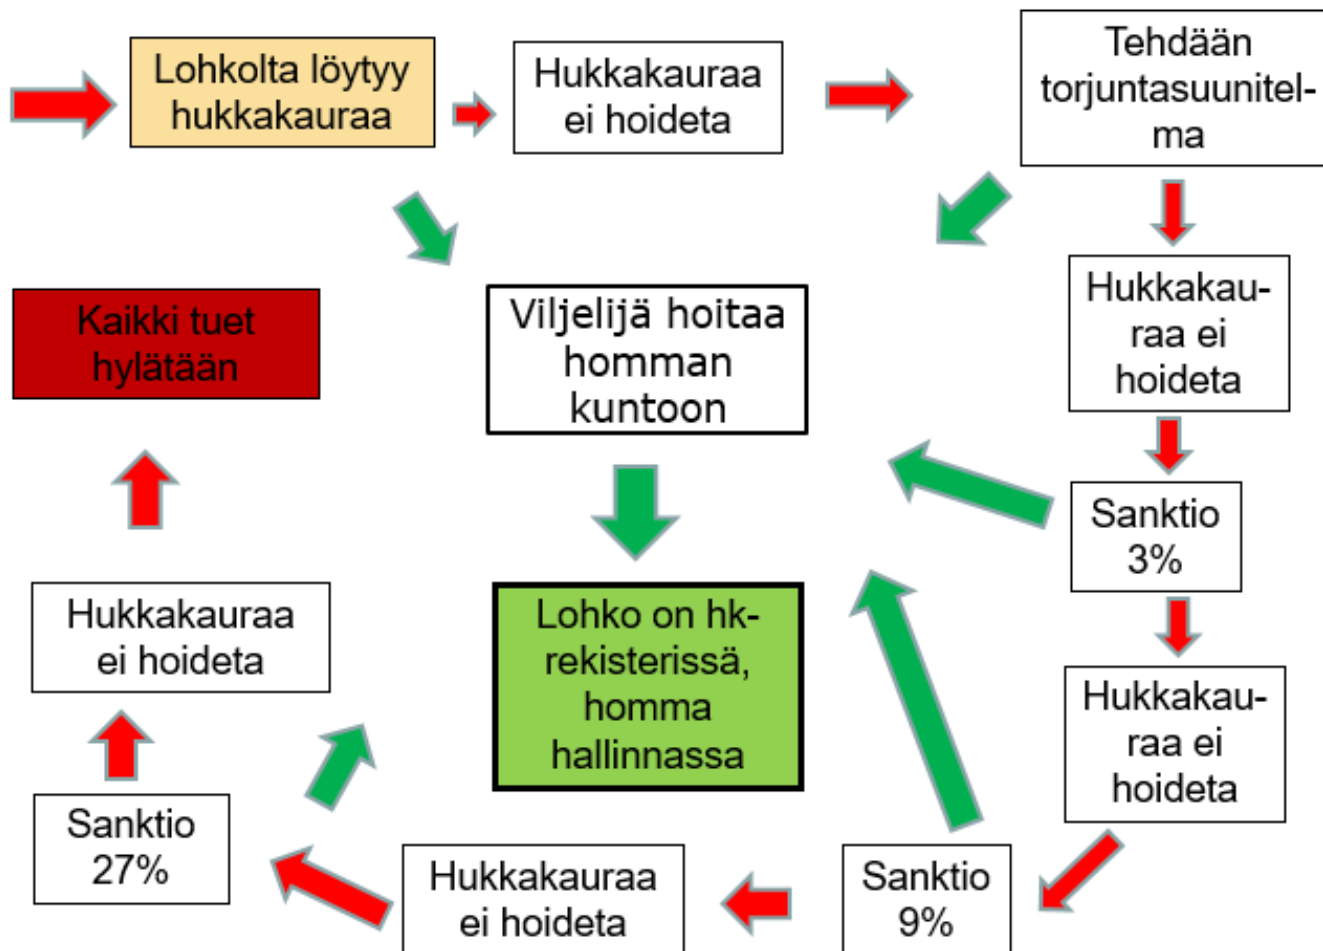 Lohkolta löytyy
hukkakauraa
Hukkakauraa
ei hoideta
Tehdään
torjuntasuunitel-
ma
Hukkakau-
raa ei
hoideta
Sanktio
3%
Hukkakau-
raa ei
hoideta
Sanktio
9%
Hukkakauraa
ei hoideta
Sanktio
27%
Hukkakauraa
ei hoideta
Kaikki tuet
hylätään
Viljelijä hoitaa
homman
kuntoon
Lohko on hk-
rekisterissä,
homma
hallinnassa